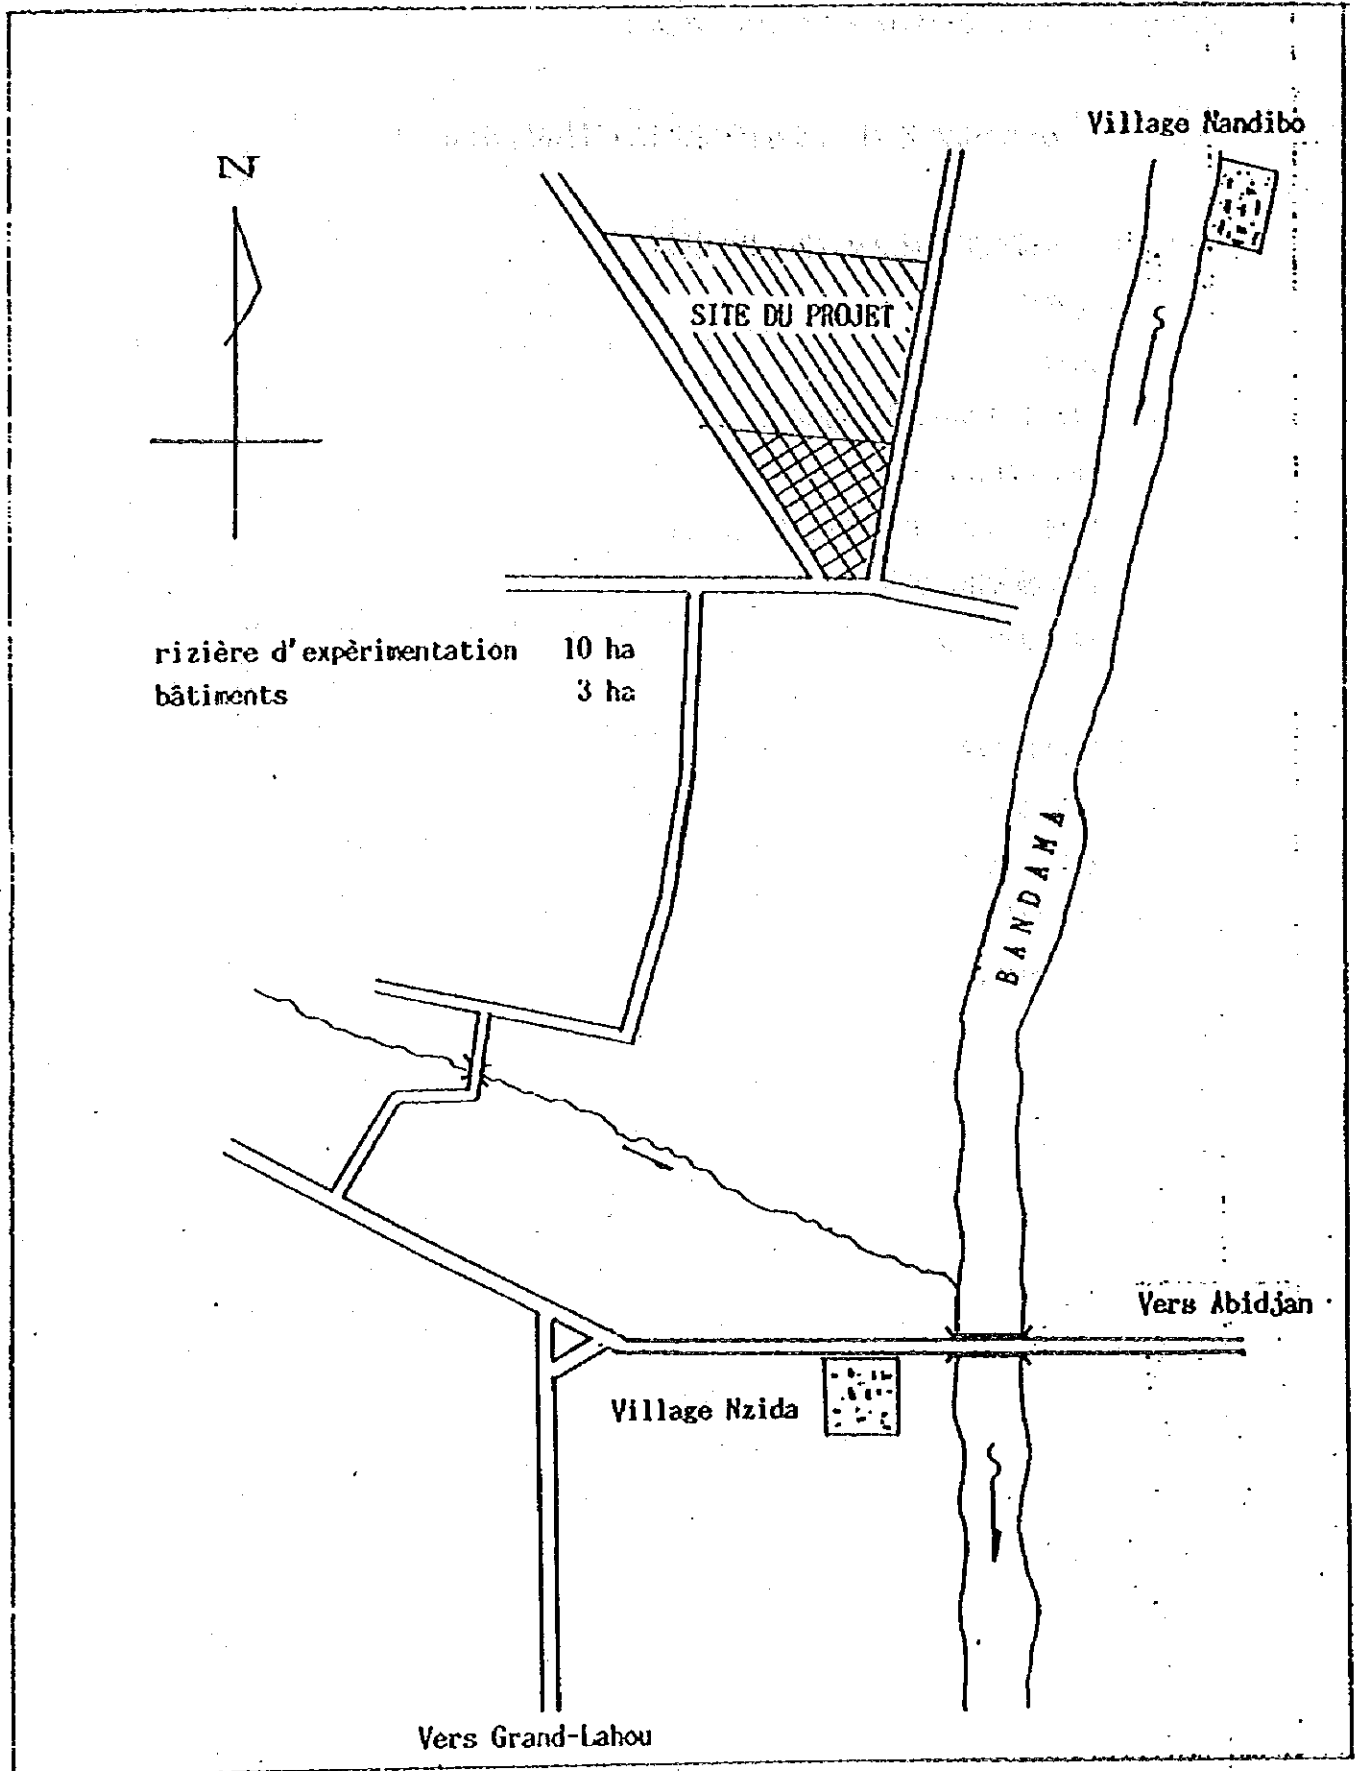 Village Nandibo
N
SITE DU PROJET
rizière d'expèrimentation 10 ha
bâtiments 3 ha
BANDAMA
Vers Abidjan
Village Nzida
Vers Grand-Lahou